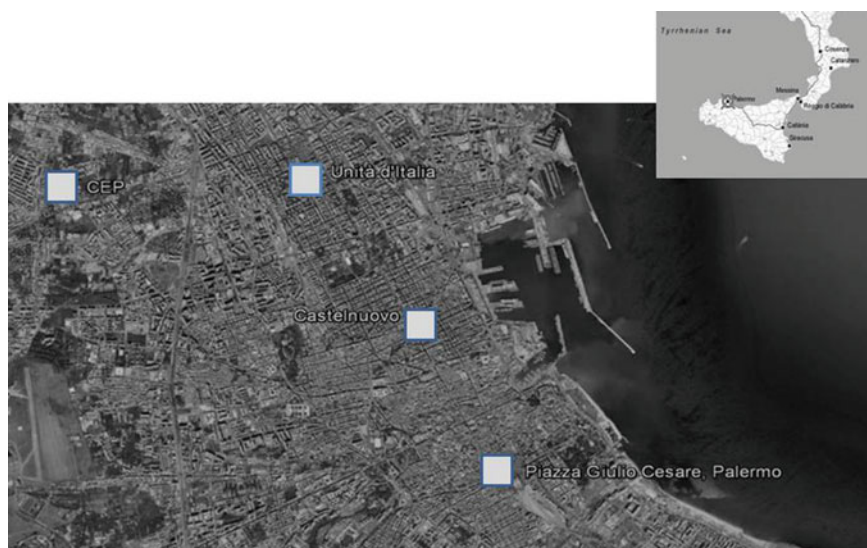 Tyrrhenian Sea
Cosenza
Catanzaro
Messina
Palermo
Reggio di Calabria
Catania
Siracusa
Unità d'Italia
CEP
Castelnuovo
Piazza Giulio Cesare, Palermo